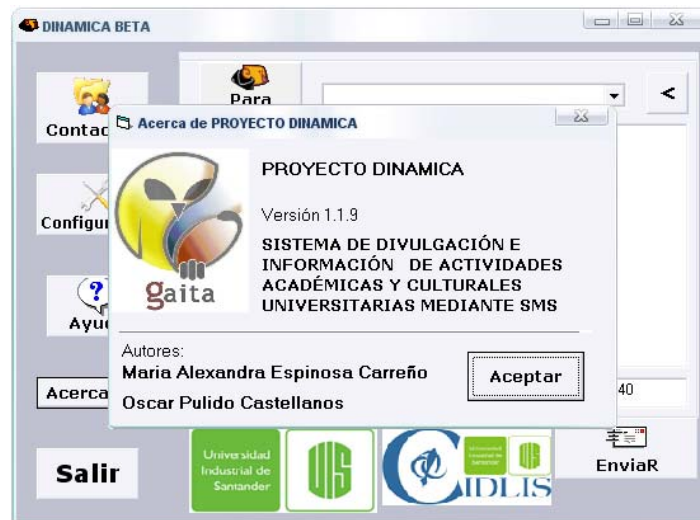 DINAMICA BETA
Para
<
Contac
Acerca de PROYECTO DINAMICA
PROYECTO DINAMICA
Versión 1.1.9
SISTEMA DE DIVULGACIÓN E
INFORMACIÓN DE ACTIVIDADES
ACADÉMICAS Y CULTURALES
UNIVERSITARIAS MEDIANTE SMS
gaita
Configu
?
Ayu
Autores:
Maria Alexandra Espinosa Carreño
Oscar Pulido Castellanos
Aceptar
Acerca
40
Salir
Universidad
Industrial de
Santander
UIS
CIDLIS
EnviaR